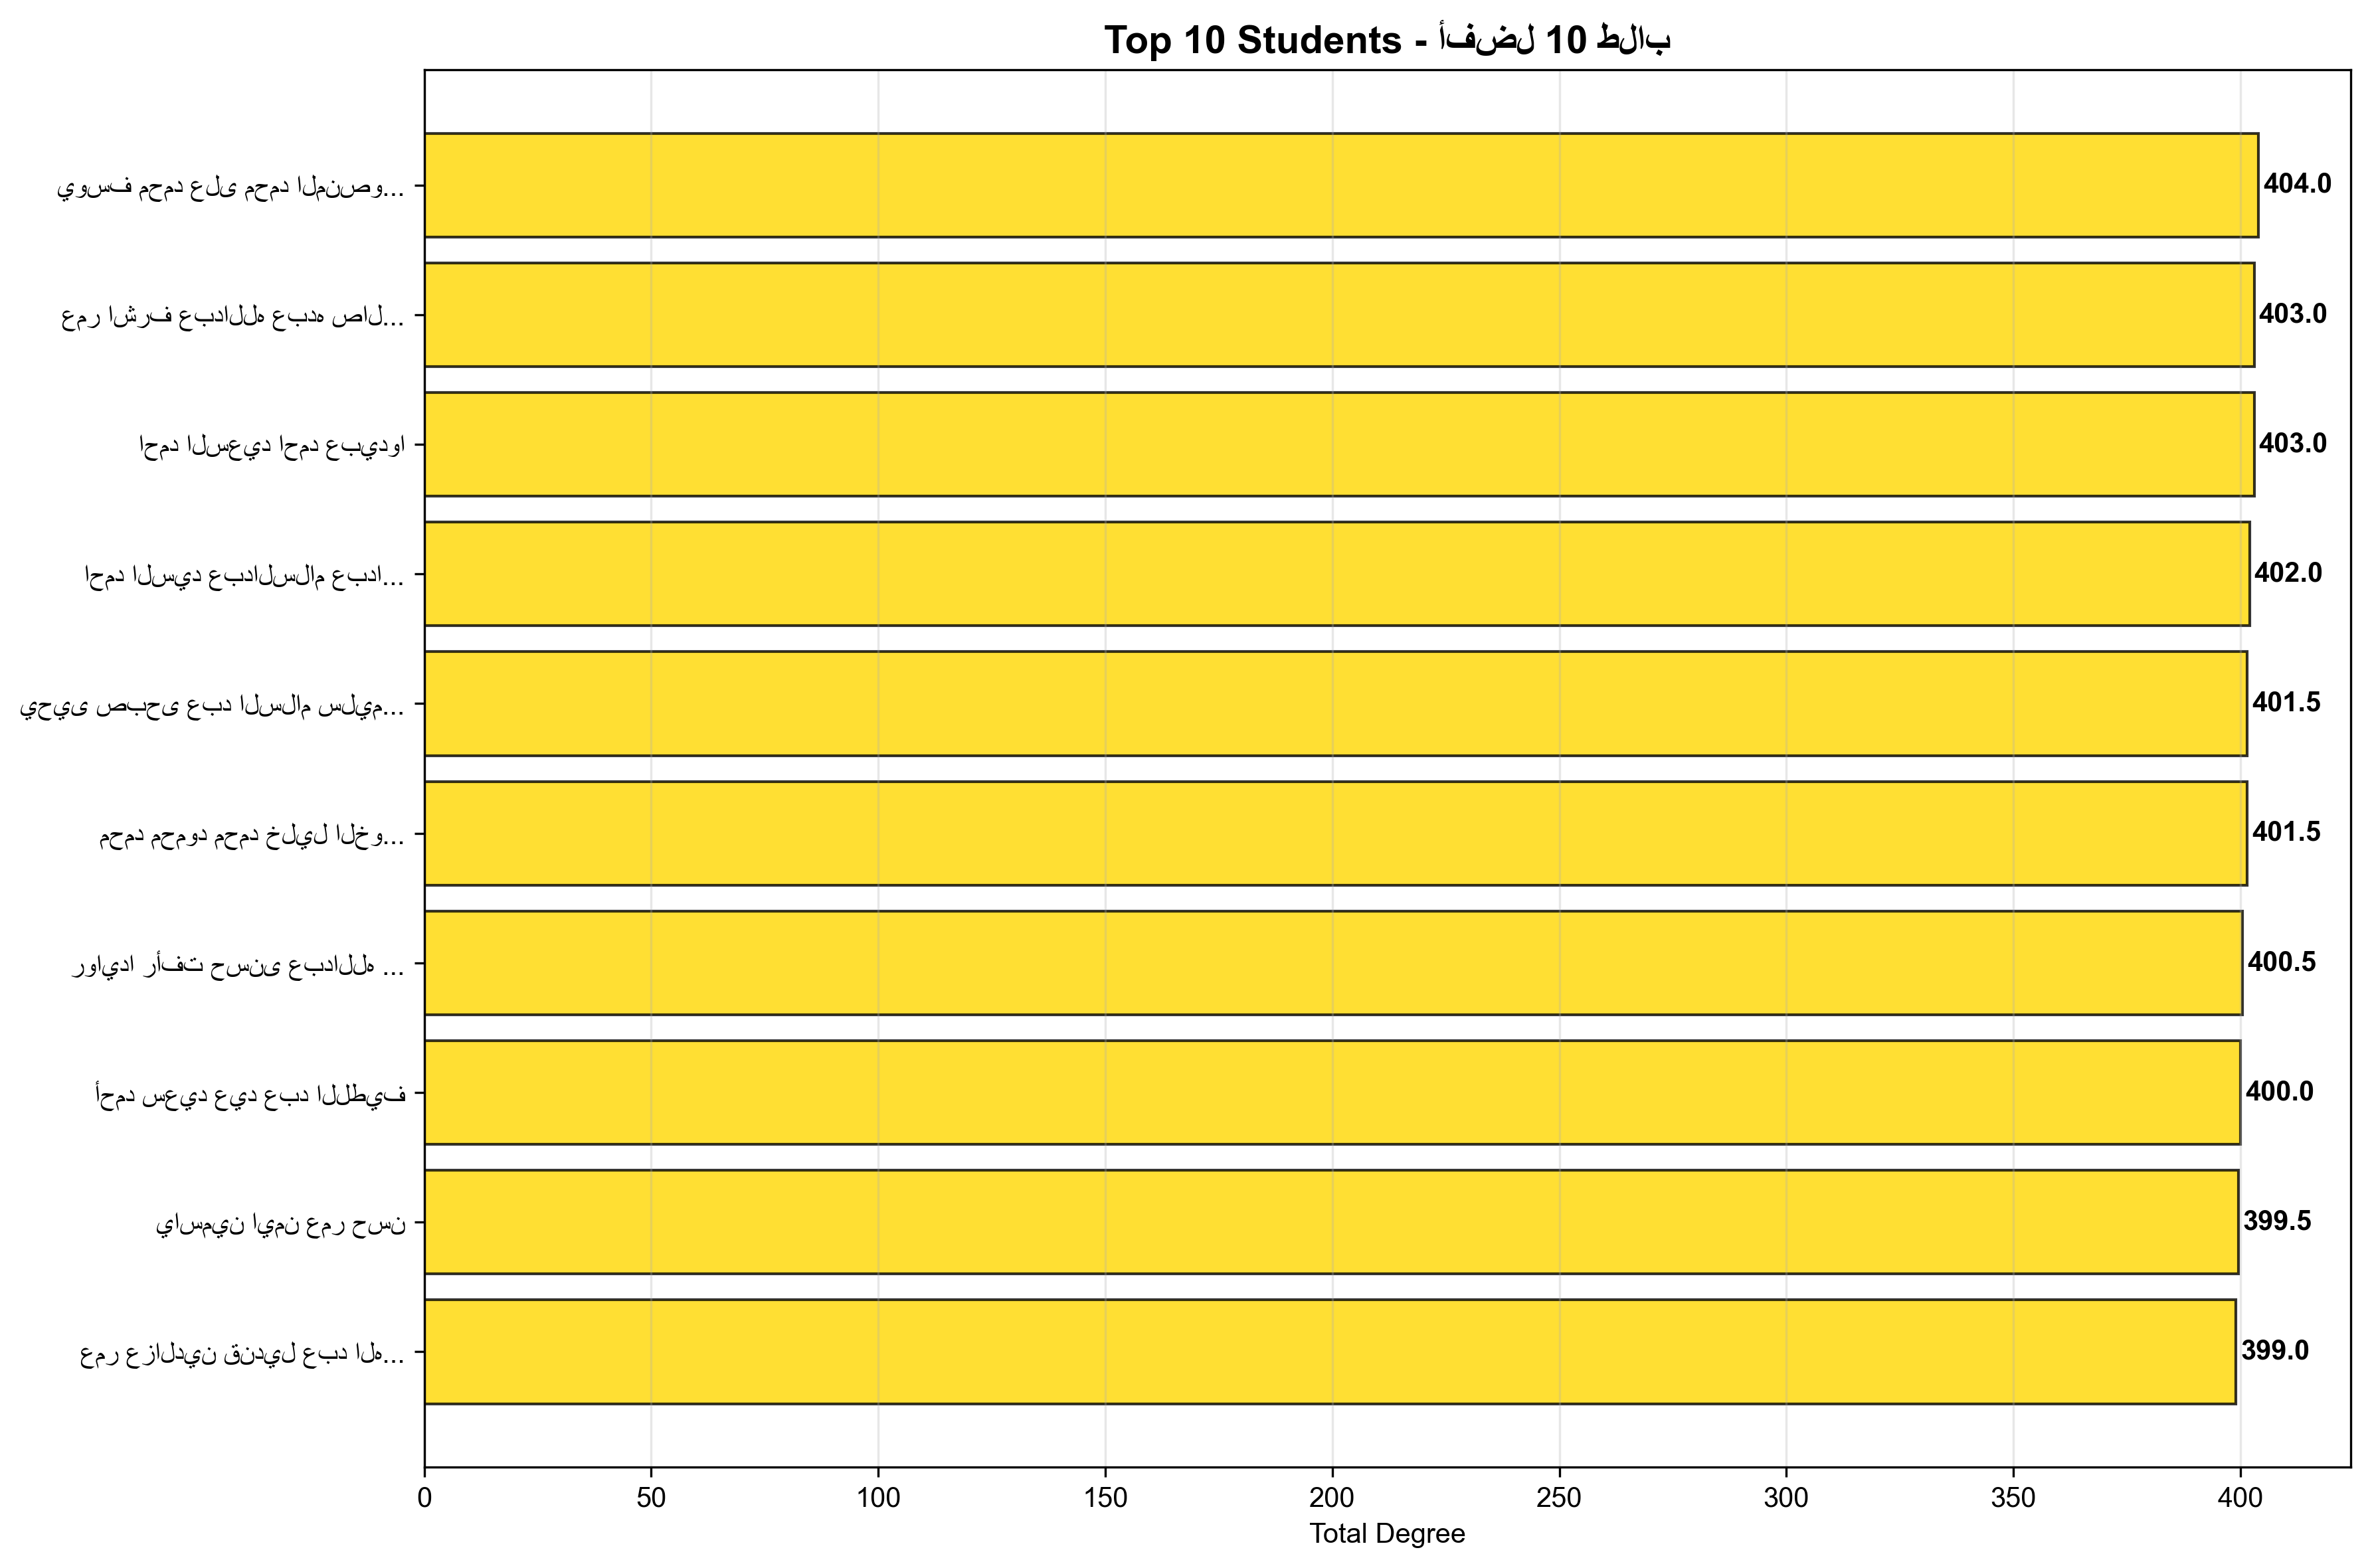 Top 10 Students - أفضل 10 طلاب
يوسف محمد على محمد المنصو...
404.0
عمر اشرف عبدالله عبده صال...
403.0
احمد السعيد احمد عبيدوا
403.0
احمد السيد عبدالسلام عبدا...
402.0
يحيى صبحى عبد السلام سليم...
401.5
محمد محمود محمد خليل الخو...
401.5
روايدا رأفت حسنى عبدالله ...
400.5
أحمد سعيد عيد عبد اللطيف
400.0
ياسمين ايمن عمر حسن
399.5
عمر عزالدين قنديل عبد اله...
399.0
0 50 100 150 200 250 300 350 400
Total Degree